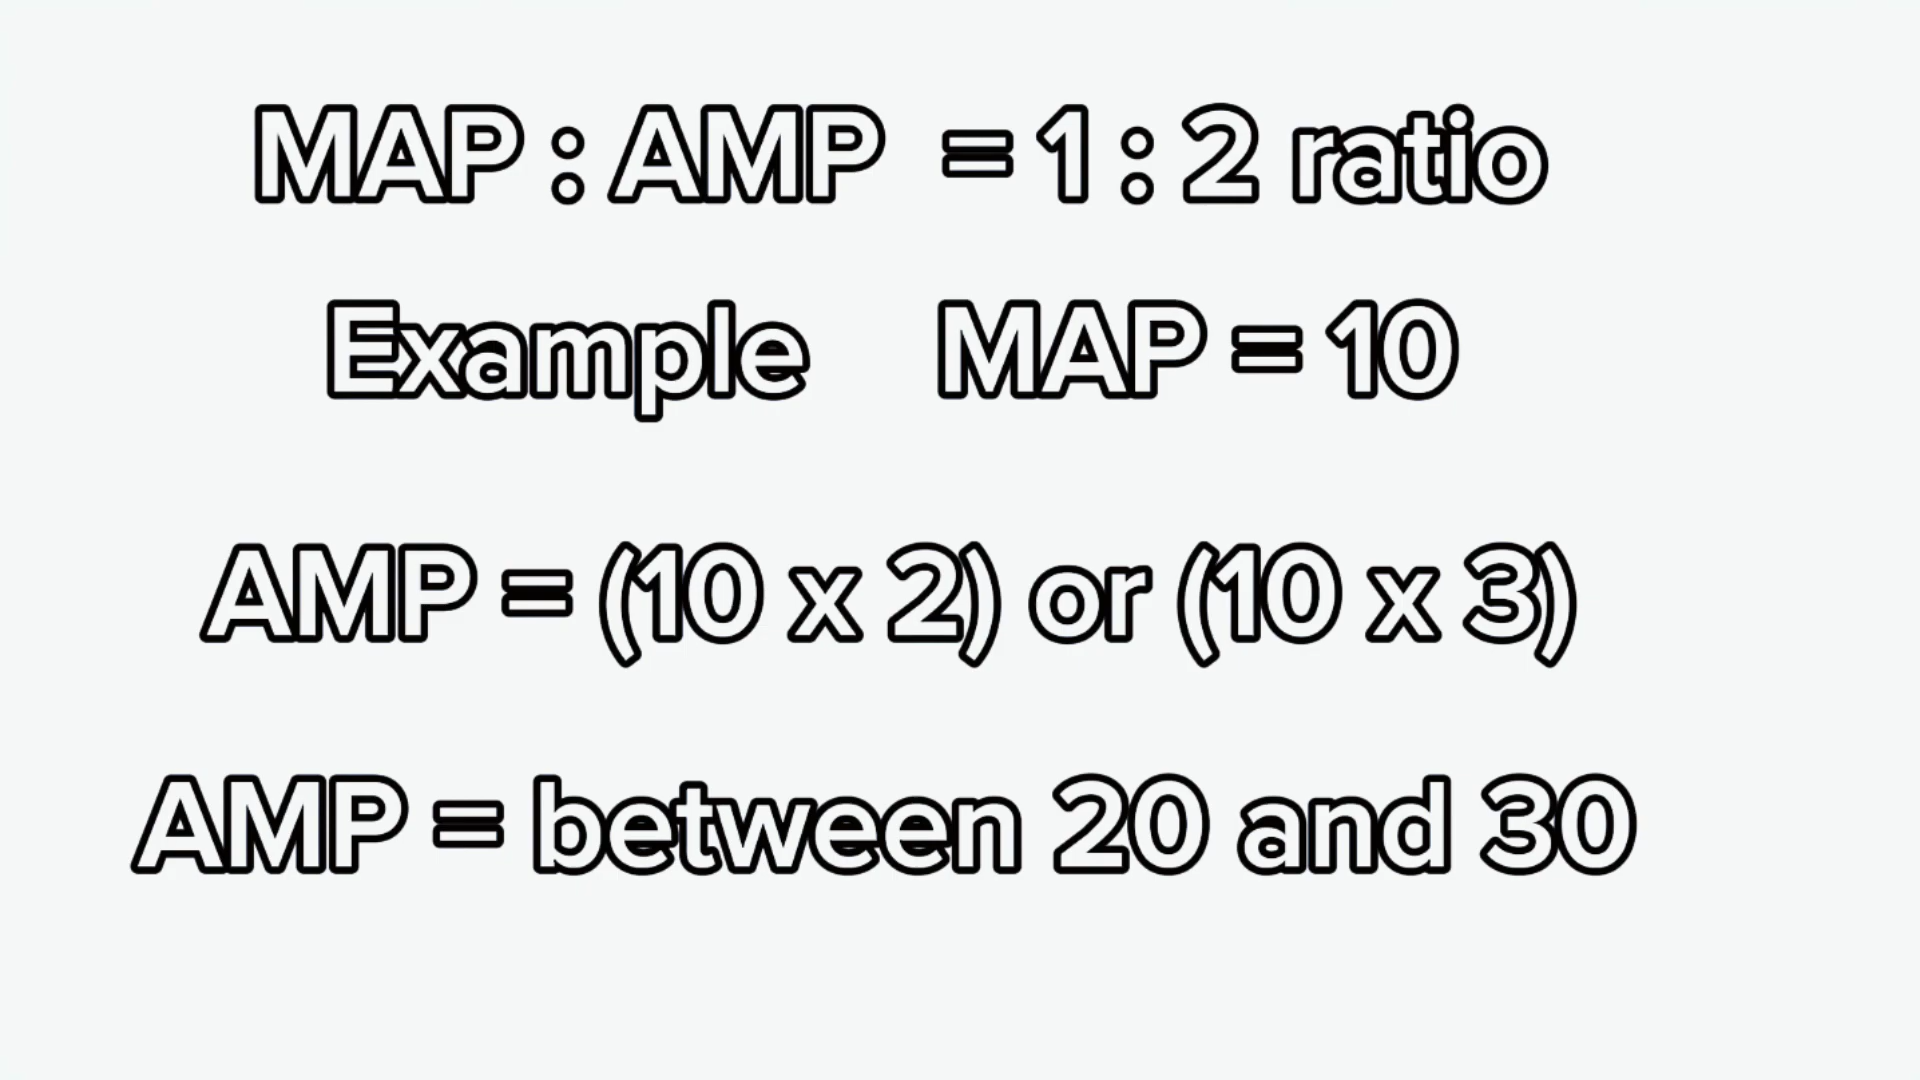 MAP : AMP = 1 : 2 ratio
Example MAP = 10
AMP = (10 x 2) or (10 x 3)
AMP = between 20 and 30